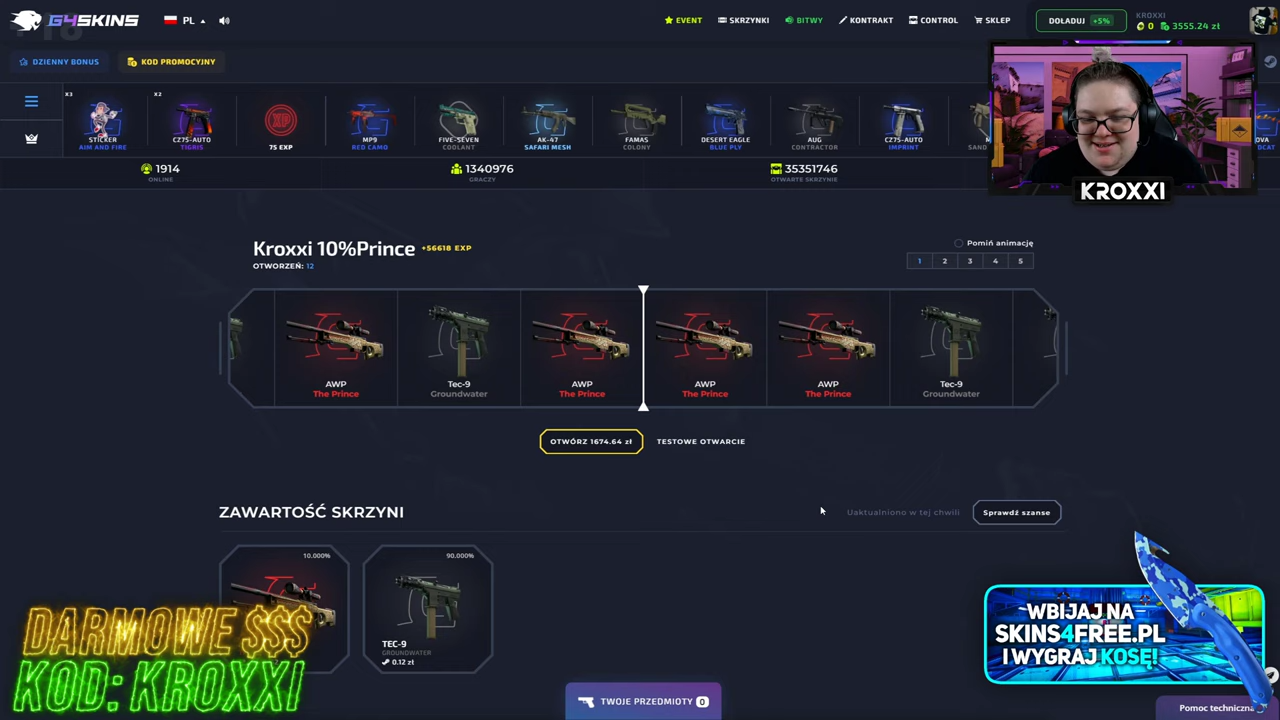 G4SKINS
PL
EVENT
SKRZYNKI
BITWY
KONTRAKT
CONTROL
SKLEP
DOŁADUJ +5%
KROXXI
0 3555.24 zł
DZIENNY BONUS
KOD PROMOCYJNY
X3
STICKER
AIM AND FIRE
X2
CZ75-AUTO
TIGRIS
XP
75 EXP
MP9
RED CAMO
FIVE-SEVEN
COOLANT
AK-47
SAFARI MESH
FAMAS
COLONY
DESERT EAGLE
BLUE PLY
AUG
CONTRACTOR
CZ75-AUTO
IMPRINT
KROXXI
1914
ONLINE
1340976
GRACZY
35351746
OTWARTE SKRZYNIE
Kroxxi 10%Prince +56618 EXP
OTWORZEŃ: 12
Pomiń animację
1 2 3 4 5
AWP
The Prince
Tec-9
Groundwater
AWP
The Prince
AWP
The Prince
AWP
The Prince
Tec-9
Groundwater
OTWÓRZ 1674.64 zł
TESTOWE OTWARCIE
ZAWARTOŚĆ SKRZYNI
Uaktualniono w tej chwili
Sprawdź szanse
10.000%
90.000%
TEC-9
GROUNDWATER
0.12 zł
DARMOWE $$$
KOD: KROXXI
WBIJAJ NA
SKINS4FREE.PL
I WYGRAJ KOSĘ!
TWOJE PRZEDMIOTY 0
Pomoc techniczna